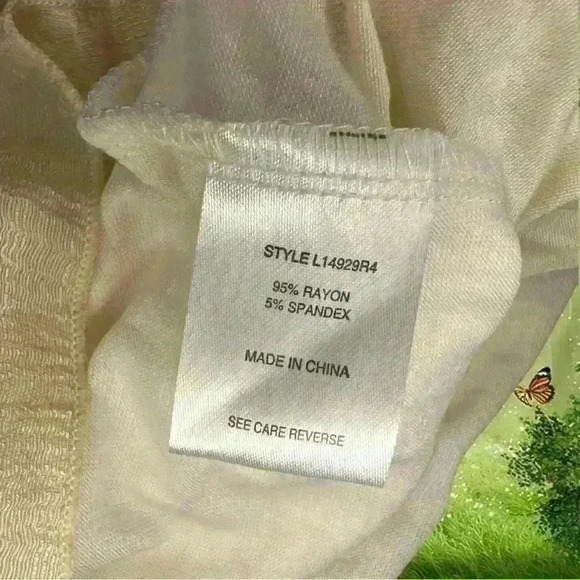 STYLE L14929R4
95% RAYON
5% SPANDEX
MADE IN CHINA
SEE CARE REVERSE